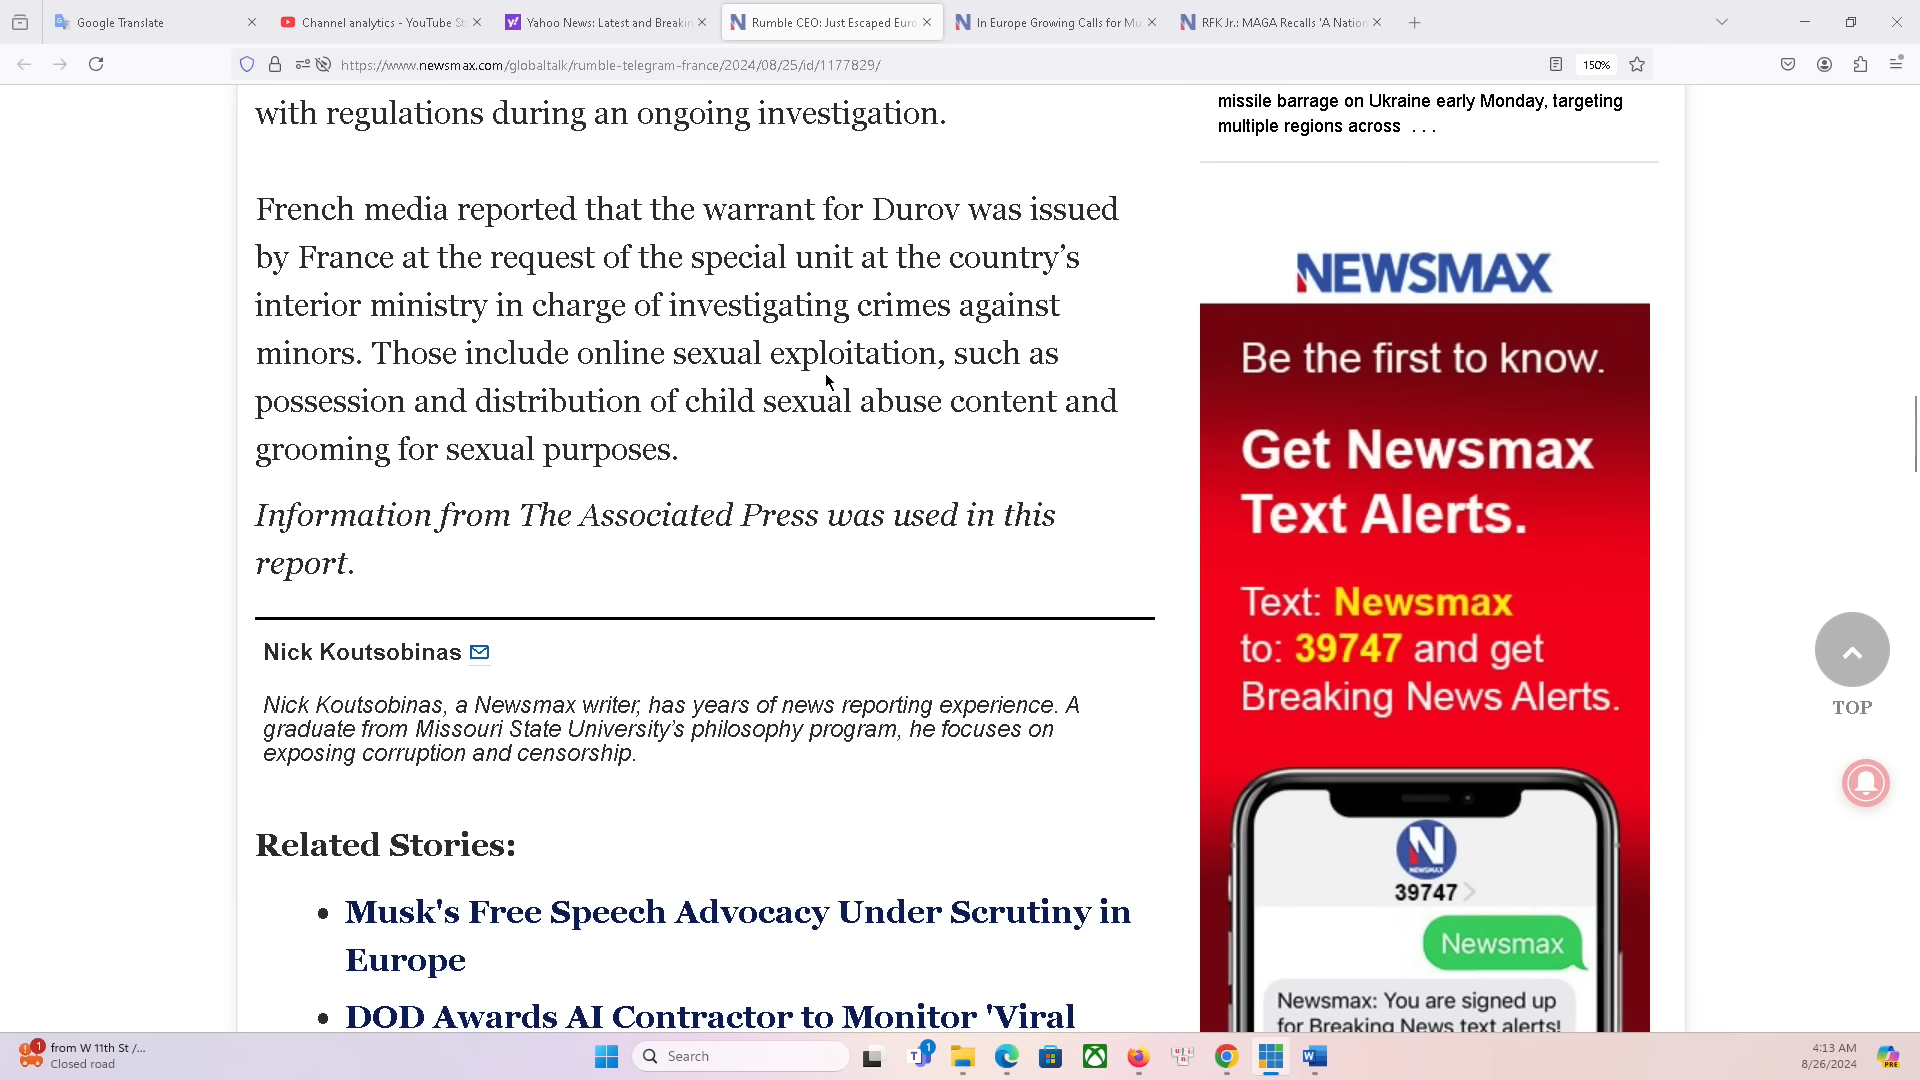 Google Translate
Channel analytics - YouTube St
Yahoo News: Latest and Breakin
Rumble CEO: Just Escaped Euro
In Europe Growing Calls for Mu
RFK Jr.: MAGA Recalls 'A Nation
https://www.newsmax.com/globaltalk/rumble-telegram-france/2024/08/25/id/1177829/
150%
with regulations during an ongoing investigation.
French media reported that the warrant for Durov was issued
by France at the request of the special unit at the country’s
interior ministry in charge of investigating crimes against
minors. Those include online sexual exploitation, such as
possession and distribution of child sexual abuse content and
grooming for sexual purposes.
Information from The Associated Press was used in this
report.
Nick Koutsobinas
Nick Koutsobinas, a Newsmax writer, has years of news reporting experience. A
graduate from Missouri State University’s philosophy program, he focuses on
exposing corruption and censorship.
Related Stories:
• Musk's Free Speech Advocacy Under Scrutiny in
Europe
• DOD Awards AI Contractor to Monitor 'Viral
missile barrage on Ukraine early Monday, targeting
multiple regions across . . .
NEWSMAX
Be the first to know.
Get Newsmax
Text Alerts.
Text: Newsmax
to: 39747 and get
Breaking News Alerts.
N
NEWSMAX
39747
Newsmax
Newsmax: You are signed up
for Breaking News text alerts!
TOP
1
from W 11th St /...
Closed road
Search
1
4:13 AM
8/26/2024
PRE